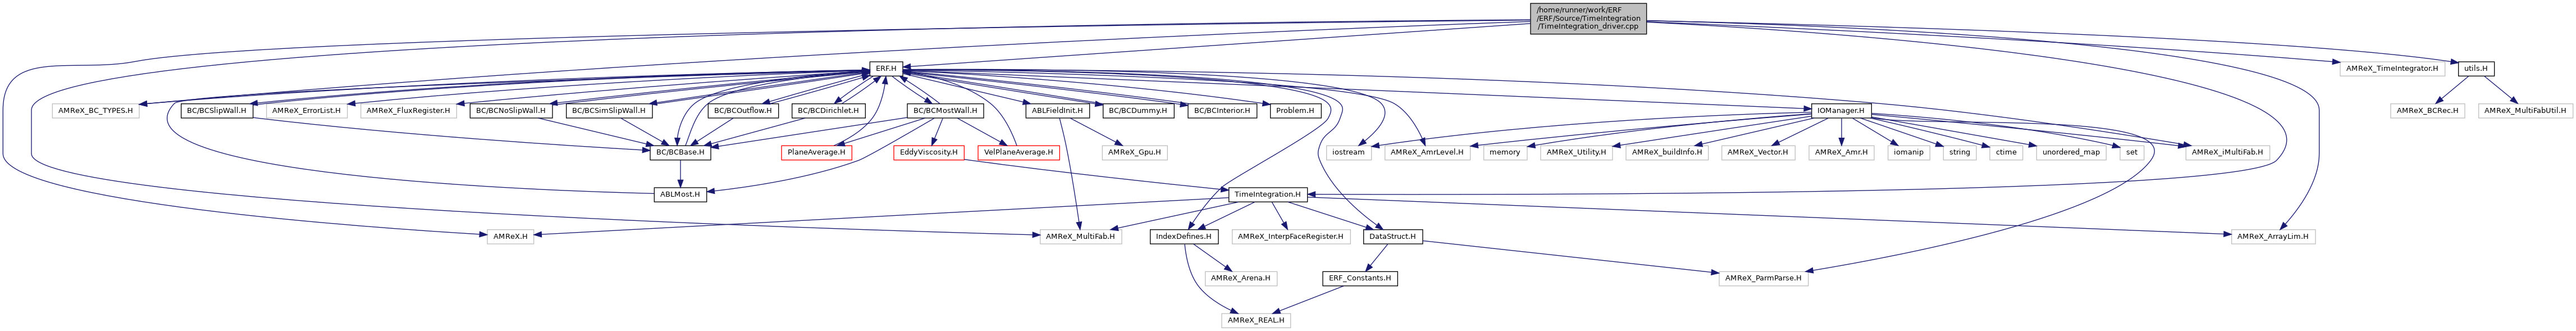 /home/runner/work/ERF
/ERF/Source/TimeIntegration
/TimeIntegration_driver.cpp
ERF.H
AMReX_TimeIntegrator.H
utils.H
AMReX_BC_TYPES.H
BC/BCSlipWall.H
AMReX_ErrorList.H
AMReX_FluxRegister.H
BC/BCNoSlipWall.H
BC/BCSimSlipWall.H
BC/BCOutflow.H
BC/BCDirichlet.H
BC/BCMostWall.H
ABLFieldInit.H
BC/BCDummy.H
BC/BCInterior.H
Problem.H
IOManager.H
AMReX_BCRec.H
AMReX_MultiFabUtil.H
BC/BCBase.H
PlaneAverage.H
EddyViscosity.H
VelPlaneAverage.H
AMReX_Gpu.H
iostream
AMReX_AmrLevel.H
memory
AMReX_Utility.H
AMReX_buildInfo.H
AMReX_Vector.H
AMReX_Amr.H
iomanip
string
ctime
unordered_map
set
AMReX_iMultiFab.H
ABLMost.H
TimeIntegration.H
AMReX.H
AMReX_MultiFab.H
IndexDefines.H
AMReX_InterpFaceRegister.H
DataStruct.H
AMReX_ArrayLim.H
AMReX_Arena.H
ERF_Constants.H
AMReX_ParmParse.H
AMReX_REAL.H